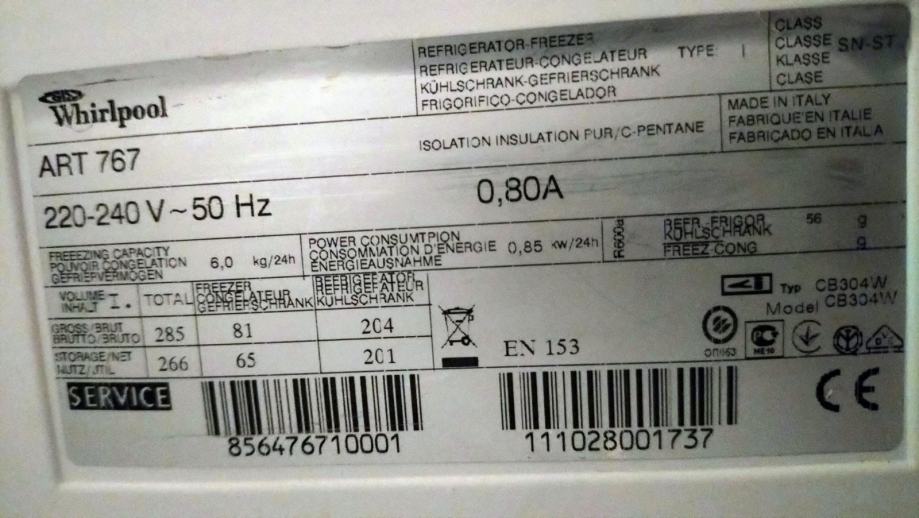 Whirlpool
REFRIGERATOR-FREEZER
REFRIGERATEUR-CONGELATEUR
KÜHLSCHRANK-GEFRIERSCHRANK
FRIGORIFICO-CONGELADOR
TYPE I
CLASS
CLASSE SN-ST
KLASSE
CLASE
ART 767
ISOLATION INSULATION PUR/C-PENTANE
MADE IN ITALY
FABRIQUE'EN ITALIE
FABRICADO EN ITALIA
220-240 V ~ 50 Hz
0,80A
FREEEZING CAPACITY
POUVOIR CONGELATION
GEFRIEPVERMÖGEN
6,0 kg/24h
POWER CONSUMTPION
CONSOMMATION D'ENERGIE
ENERGIEAUSNAHME
0,85 KW/24h
R600a
REFR.-FRIGOR 56 g
KÜHLSCHRANK
FREEZ CONG g
VOLUME
INHALT
TOTAL
FREEZER
CONGELATEUR
GEFRIERSCHRANK
REFRIGERATOR
REFRIGERATEUR
KUHLSCHRANK
GROSS/BRUT
BRUTTO/BRUTO
285 81 204
STORAGE/NET
NUTZ/UTIL
266 65 201
EN 153
Typ CB304W
Model CB304W
SERVICE
856476710001
111028001737
CE